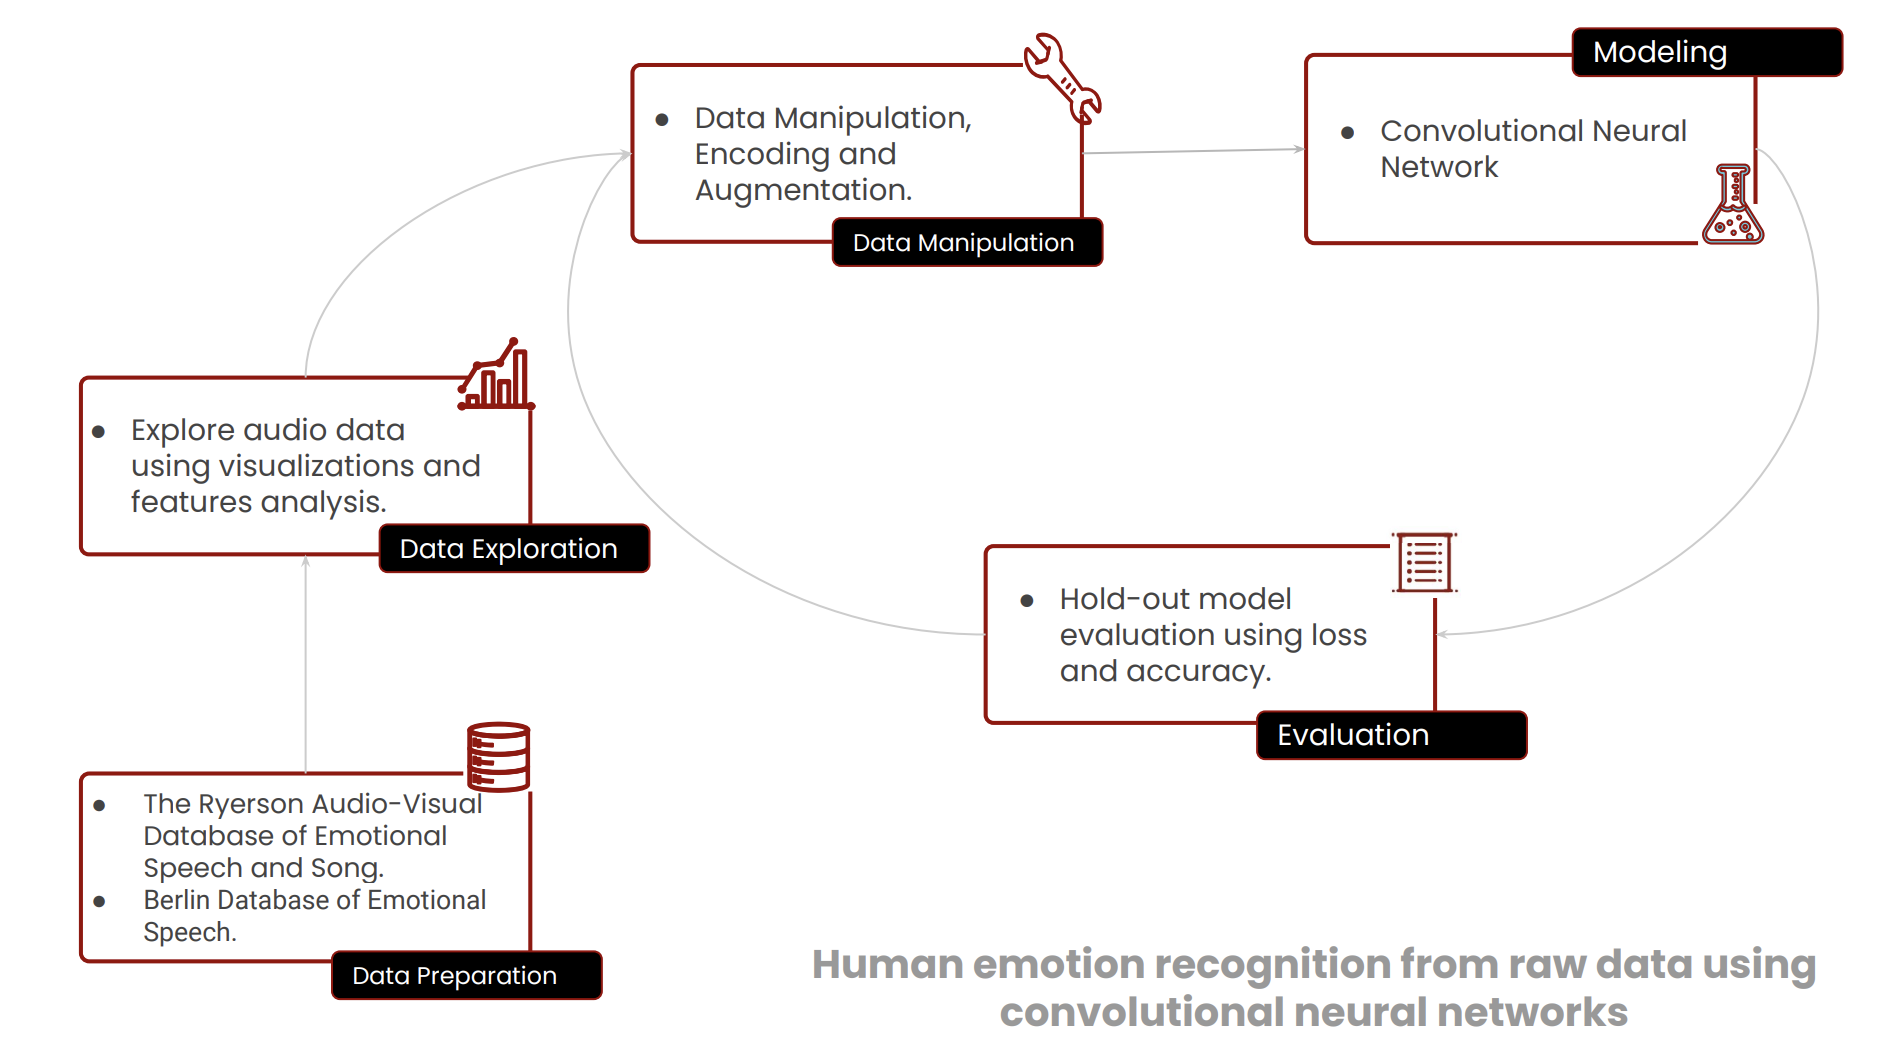 Modeling
● Convolutional Neural
Network
● Data Manipulation,
Encoding and
Augmentation.
Data Manipulation
● Explore audio data
using visualizations and
features analysis.
Data Exploration
● Hold-out model
evaluation using loss
and accuracy.
Evaluation
● The Ryerson Audio-Visual
Database of Emotional
Speech and Song.
● Berlin Database of Emotional
Speech.
Data Preparation
Human emotion recognition from raw data using
convolutional neural networks